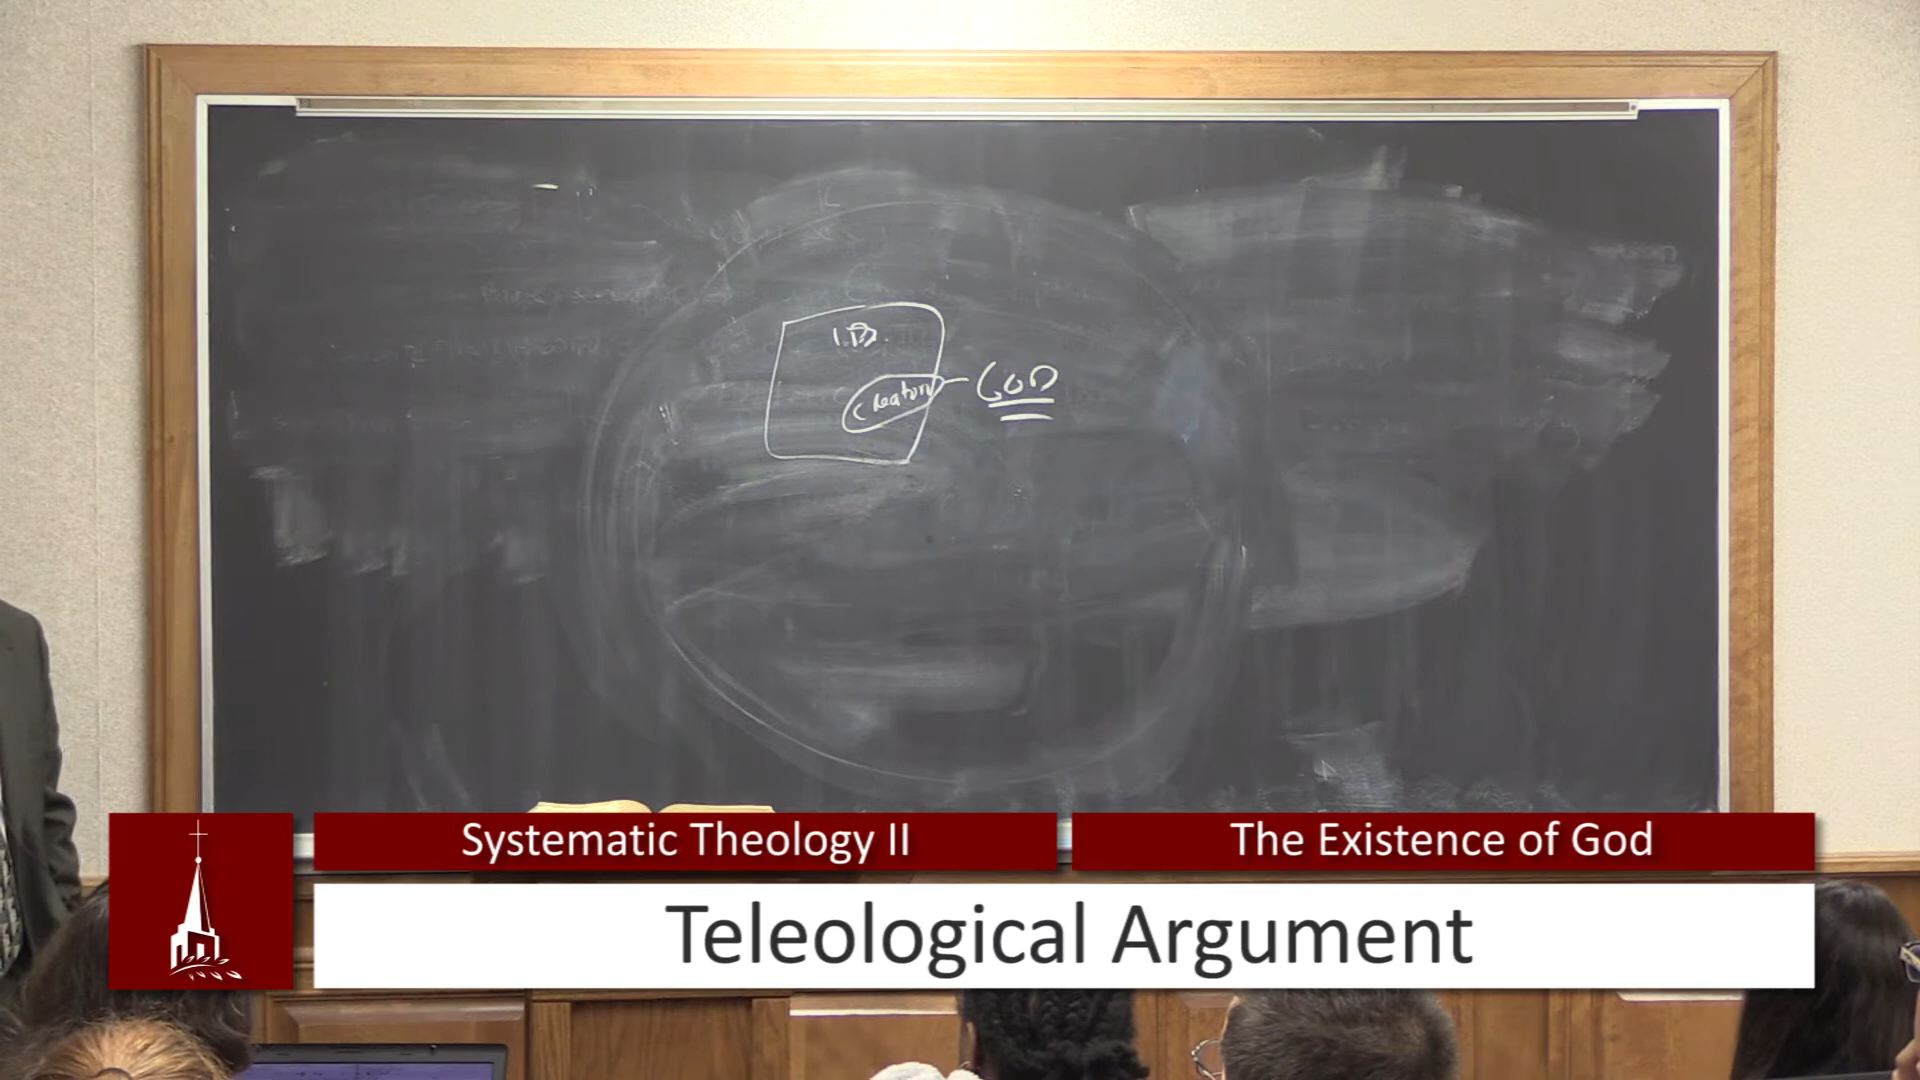 I.D.
Creation
GOD
Systematic Theology II
The Existence of God
Teleological Argument